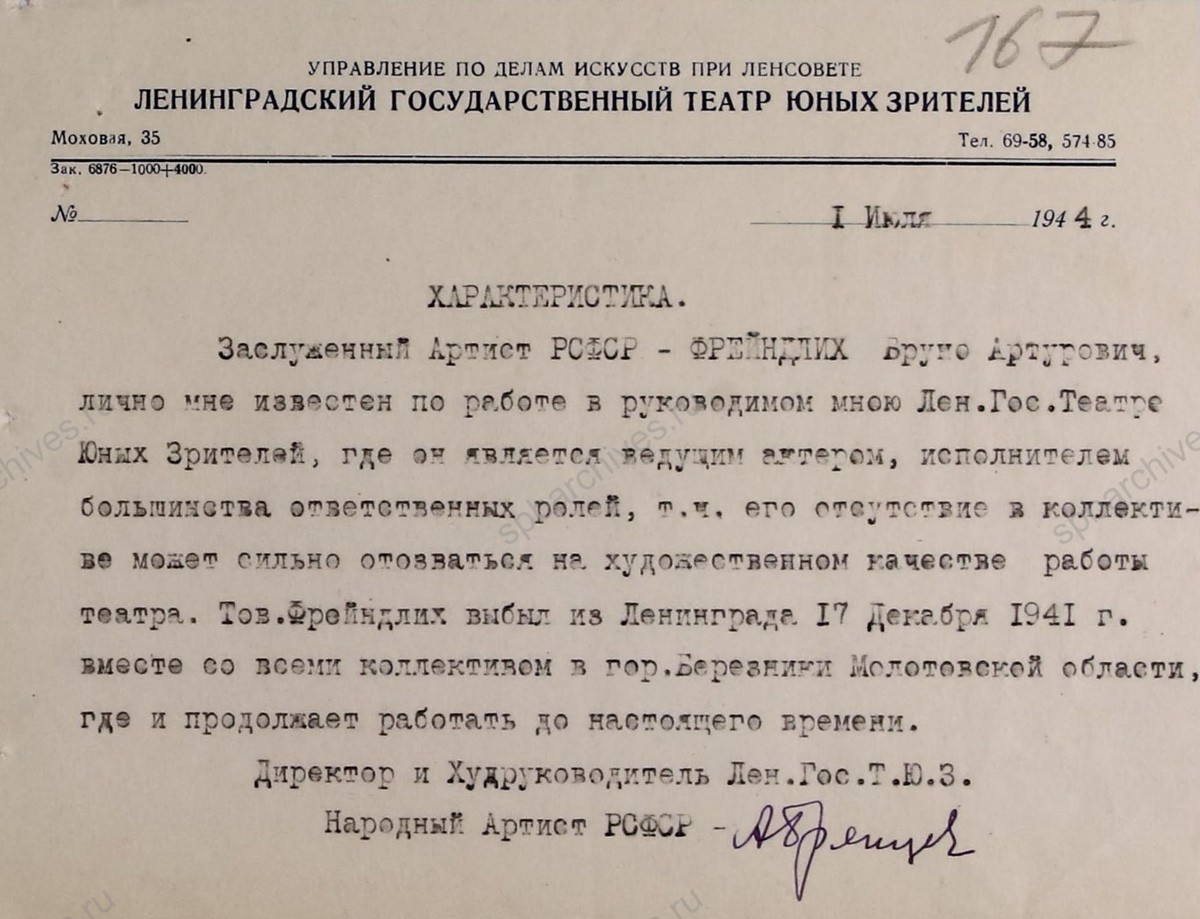 167
УПРАВЛЕНИЕ ПО ДЕЛАМ ИСКУССТВ ПРИ ЛЕНСОВЕТЕ
ЛЕНИНГРАДСКИЙ ГОСУДАРСТВЕННЫЙ ТЕАТР ЮНЫХ ЗРИТЕЛЕЙ
Моховая, 35 Тел. 69-58, 574-85
Зак. 6876—1000+4000.
№ I Июля 1944 г.
ХАРАКТЕРИСТИКА.
Заслуженный Артист РСФСР - ФРЕЙНДЛИХ Бруно Артурович,
лично мне известен по работе в руководимом мною Лен.Гос.Театре
Юных Зрителей, где он является ведущим актером, исполнителем
большинства ответственных ролей, т.ч. его отсутствие в коллекти-
ве может сильно отозваться на художественном качестве работы
театра. Тов.Фрейндлих выбыл из Ленинграда 17 Декабря 1941 г.
вместе со всеми коллективом в гор.Березники Молотовской области,
где и продолжает работать до настоящего времени.
Директор и Худруководитель Лен.Гос.Т.Ю.З.
Народный Артист РСФСР - АБрянцев
spbarchives.ru